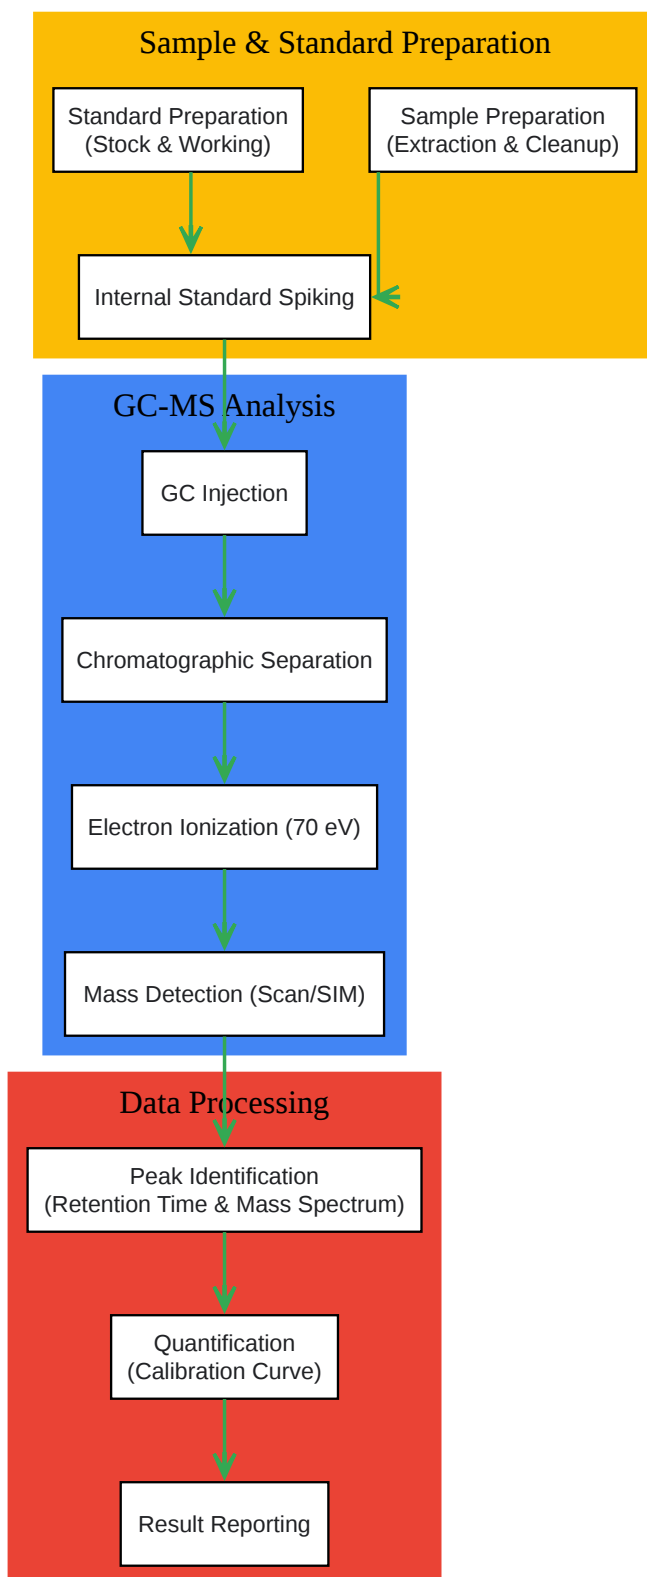 Sample & Standard Preparation
Standard Preparation
(Stock & Working)
Sample Preparation
(Extraction & Cleanup)
Internal Standard Spiking
GC-MS Analysis
GC Injection
Chromatographic Separation
Electron Ionization (70 eV)
Mass Detection (Scan/SIM)
Data Processing
Peak Identification
(Retention Time & Mass Spectrum)
Quantification
(Calibration Curve)
Result Reporting